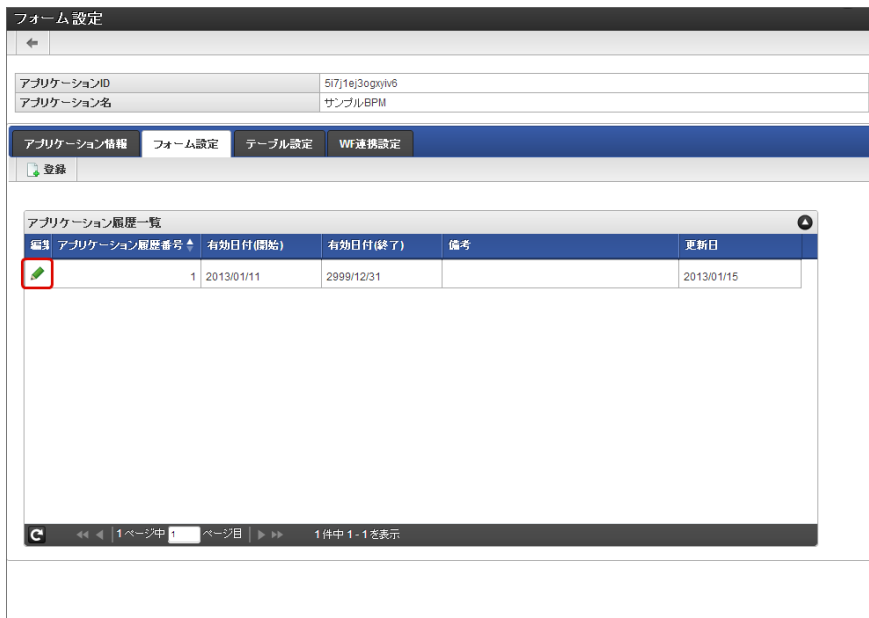 フォーム設定
アプリケーションID 5i7j1ej3ogxyiv6
アプリケーション名 サンプルBPM
アプリケーション情報 フォーム設定 テーブル設定 WF連携設定
登録
アプリケーション履歴一覧
編集 アプリケーション履歴番号 有効日付(開始) 有効日付(終了) 備考 更新日
1 2013/01/11 2999/12/31 2013/01/15
1 ページ中 1 ページ目 1 件中 1 - 1 を表示